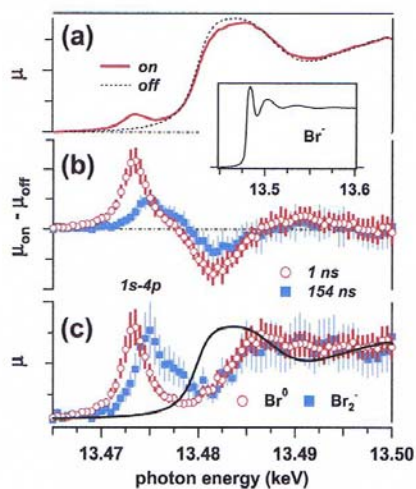 (a)
μ
on
off
Br-
13.5 13.6
(b)
μon - μoff
1s-4p
1 ns
154 ns
(c)
μ
Br0 Br2-
13.47 13.48 13.49 13.50
photon energy (keV)